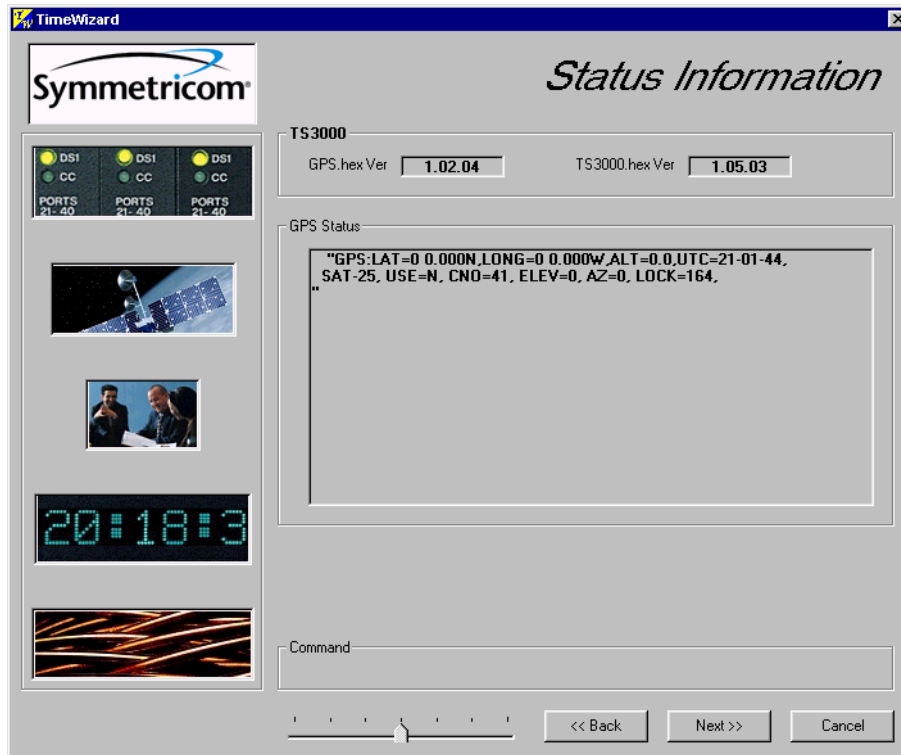 TimeWizard
Symmetricom
Status Information
DS1 DS1 DS1
CC CC CC
PORTS PORTS PORTS
21-40 21-40 21-40
20:18:3
TS3000
GPS.hex Ver 1.02.04 TS3000.hex Ver 1.05.03
GPS Status
"GPS:LAT=0 0.000N,LONG=0 0.000W,ALT=0.0,UTC=21-01-44,
SAT-25, USE=N, CNO=41, ELEV=0, AZ=0, LOCK=164,
"
Command
<< Back Next >> Cancel